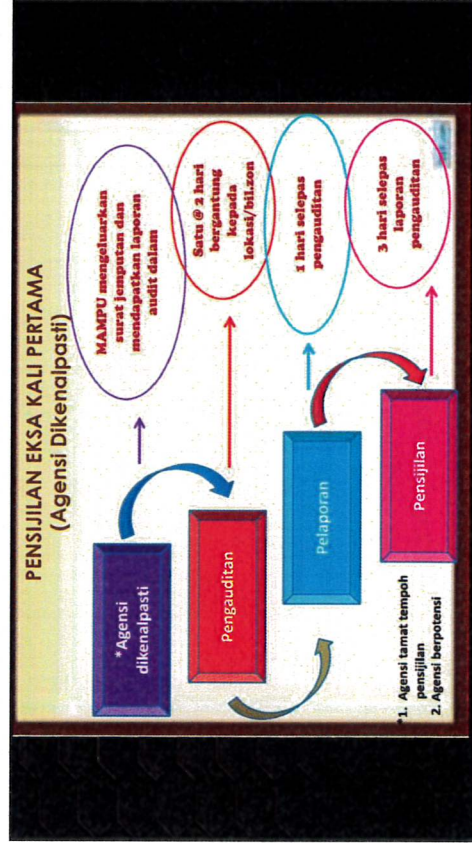 PENSIJILAN EKSA KALI PERTAMA
(Agensi Dikenalpasti)
*Agensi
dikenalpasti
MAMPU mengeluarkan
surat jemputan dan
mendapatkan laporan
audit dalam
Pengauditan
Satu @ 2 hari
bergantung
kepada
lokasi/bil.zon
Pelaporan
1 hari selepas
pengauditan
Pensijilan
3 hari selepas
laporan
pengauditan
*1. Agensi tamat tempoh
pensijilan
2. Agensi berpotensi